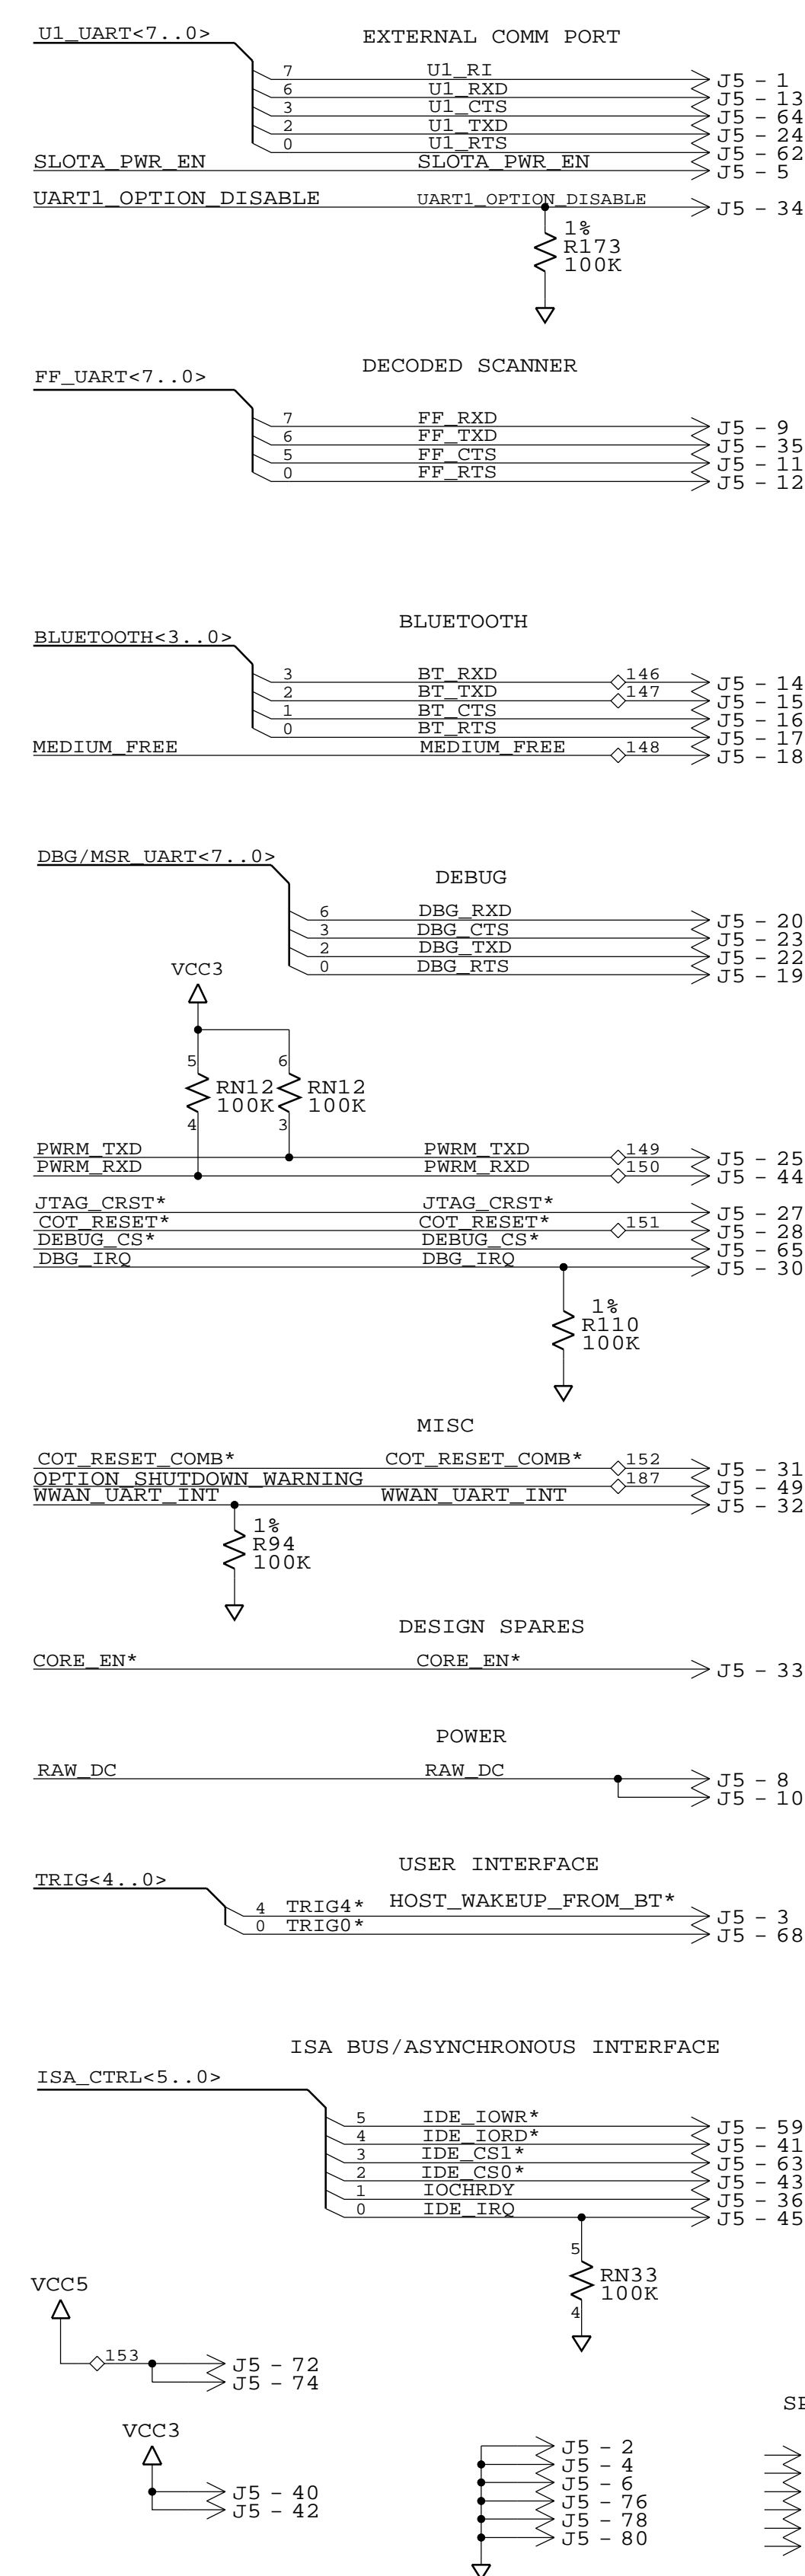 U1_UART<7..0>
EXTERNAL COMM PORT
7 U1_RI J5 - 1
6 U1_RXD J5 - 13
3 U1_CTS J5 - 64
2 U1_TXD J5 - 24
0 U1_RTS J5 - 62
SLOTA_PWR_EN SLOTA_PWR_EN J5 - 5
UART1_OPTION_DISABLE UART1_OPTION_DISABLE J5 - 34
1%
R173
100K
DECODED SCANNER
FF_UART<7..0>
7 FF_RXD J5 - 9
6 FF_TXD J5 - 35
5 FF_CTS J5 - 11
0 FF_RTS J5 - 12
BLUETOOTH
BLUETOOTH<3..0>
3 BT_RXD 146 J5 - 14
2 BT_TXD 147 J5 - 15
1 BT_CTS J5 - 16
0 BT_RTS J5 - 17
MEDIUM_FREE MEDIUM_FREE 148 J5 - 18
DBG/MSR_UART<7..0>
DEBUG
6 DBG_RXD J5 - 20
3 DBG_CTS J5 - 23
2 DBG_TXD J5 - 22
0 DBG_RTS J5 - 19
VCC3
5 6
RN12 RN12
100K 100K
4 3
PWRM_TXD PWRM_TXD 149 J5 - 25
PWRM_RXD PWRM_RXD 150 J5 - 44
JTAG_CRST* JTAG_CRST* J5 - 27
COT_RESET* COT_RESET* 151 J5 - 28
DEBUG_CS* DEBUG_CS* J5 - 65
DBG_IRQ DBG_IRQ J5 - 30
1%
R110
100K
MISC
COT_RESET_COMB* COT_RESET_COMB* 152 J5 - 31
OPTION_SHUTDOWN_WARNING 187 J5 - 49
WWAN_UART_INT WWAN_UART_INT J5 - 32
1%
R94
100K
DESIGN SPARES
CORE_EN* CORE_EN* J5 - 33
POWER
RAW_DC RAW_DC J5 - 8
J5 - 10
USER INTERFACE
TRIG<4..0>
4 TRIG4* HOST_WAKEUP_FROM_BT* J5 - 3
0 TRIG0* J5 - 68
ISA BUS/ASYNCHRONOUS INTERFACE
ISA_CTRL<5..0>
5 IDE_IOWR* J5 - 59
4 IDE_IORD* J5 - 41
3 IDE_CS1* J5 - 63
2 IDE_CS0* J5 - 43
1 IOCHRDY J5 - 36
0 IDE_IRQ J5 - 45
5
RN33
100K
4
VCC5
153 J5 - 72
J5 - 74
VCC3
J5 - 40
J5 - 42
J5 - 2
J5 - 4
J5 - 6
J5 - 76
J5 - 78
J5 - 80